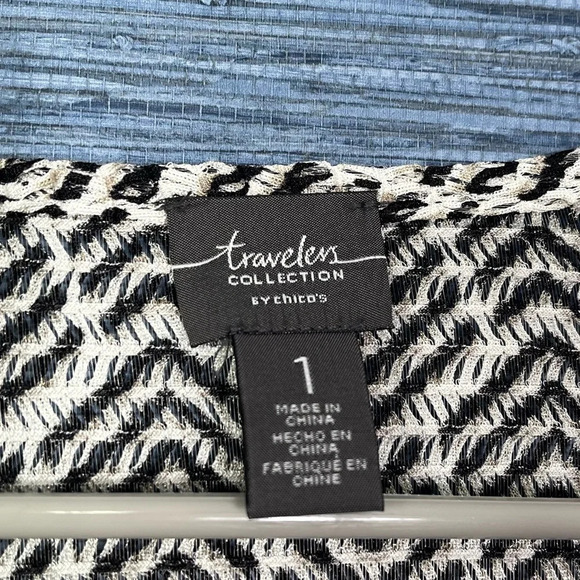 travelers
COLLECTION
BY chico's
1
MADE IN
CHINA
HECHO EN
CHINA
FABRIQUÉ EN
CHINE